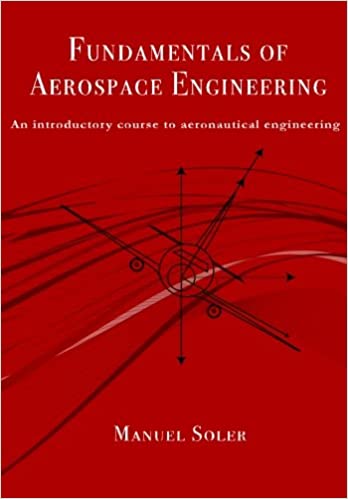 FUNDAMENTALS OF
AEROSPACE ENGINEERING
An introductory course to aeronautical engineering
MANUEL SOLER